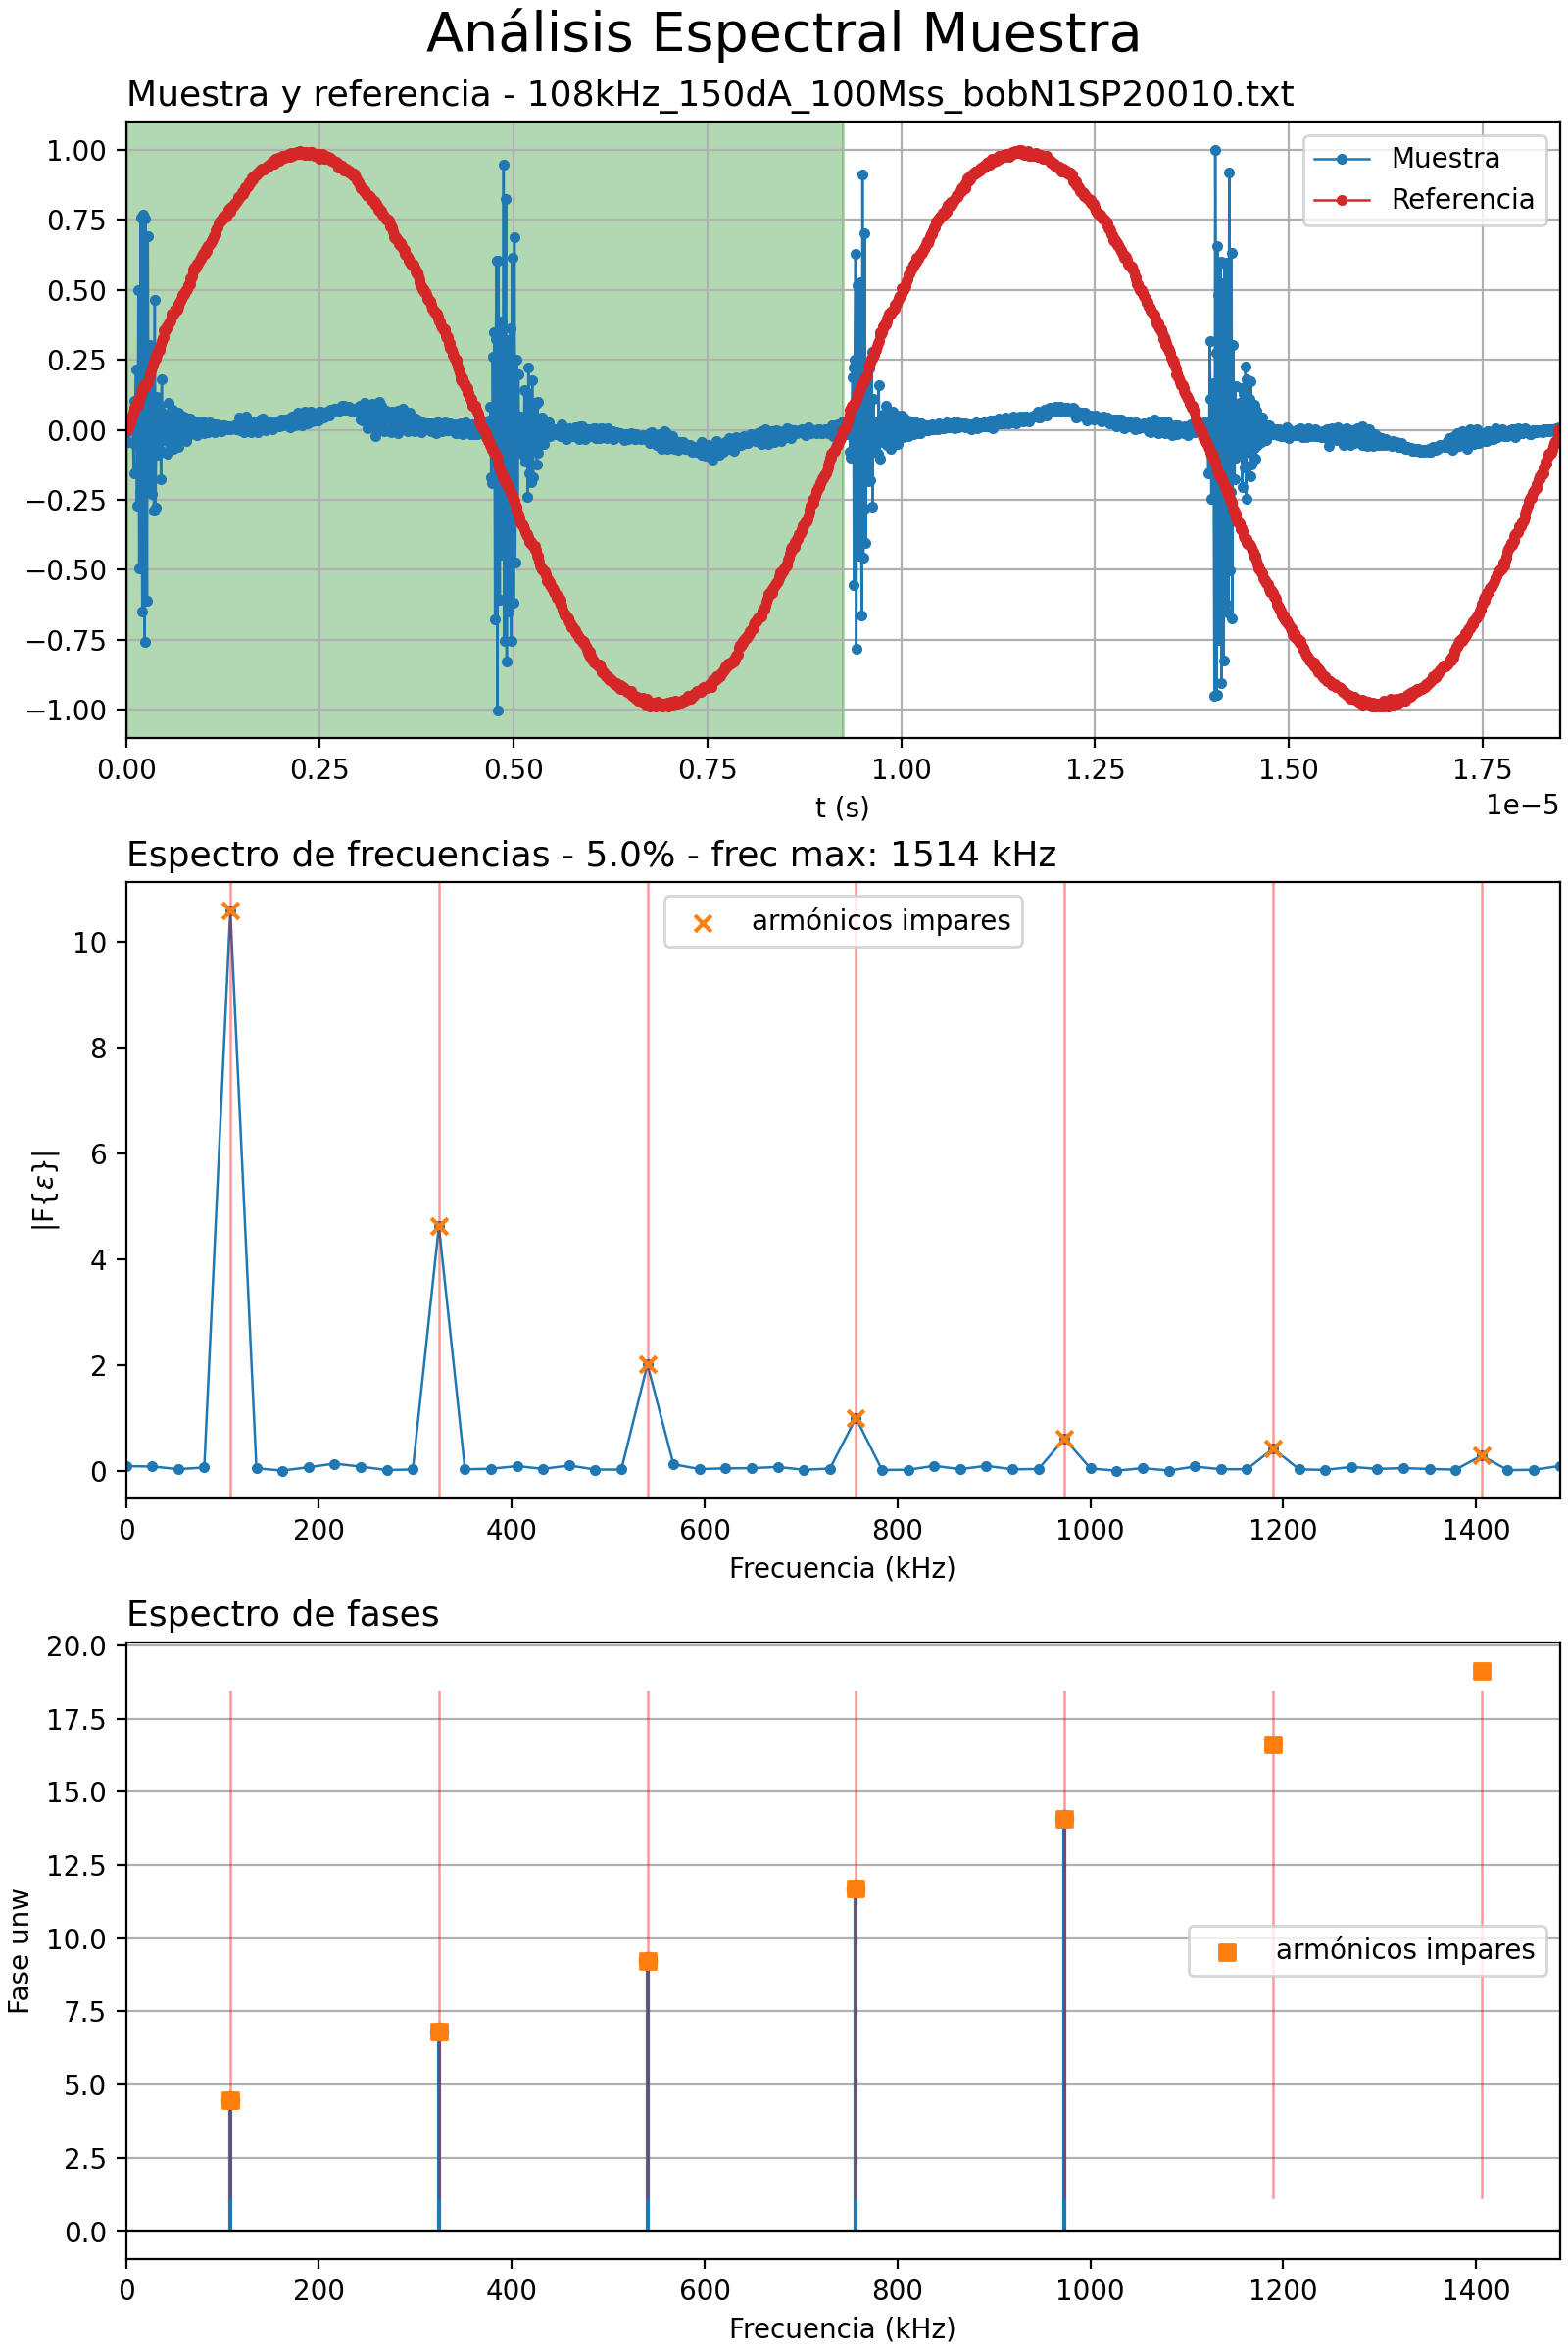 Análisis Espectral Muestra
Muestra y referencia - 108kHz_150dA_100Mss_bobN1SP20010.txt
1.00
0.75
0.50
0.25
0.00
−0.25
−0.50
−0.75
−1.00
Muestra
Referencia
0.00 0.25 0.50 0.75 1.00 1.25 1.50 1.75
t (s)
1e−5
Espectro de frecuencias - 5.0% - frec max: 1514 kHz
armónicos impares
10
8
6
4
2
0
|F{ε}|
0 200 400 600 800 1000 1200 1400
Frecuencia (kHz)
Espectro de fases
20.0
17.5
15.0
12.5
10.0
7.5
5.0
2.5
0.0
Fase unw
armónicos impares
0 200 400 600 800 1000 1200 1400
Frecuencia (kHz)